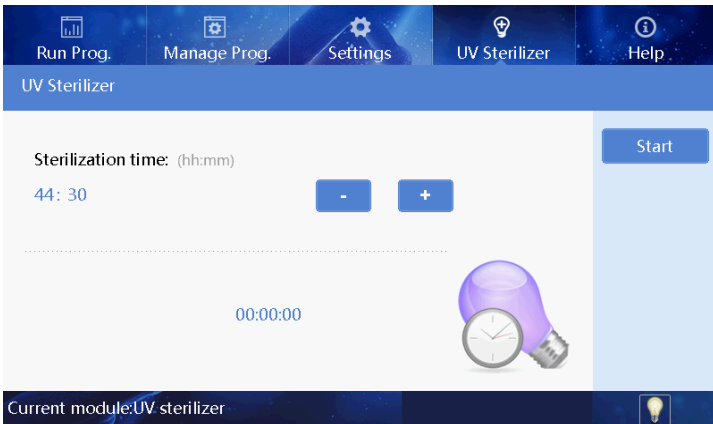 Run Prog. Manage Prog. Settings UV Sterilizer Help
UV Sterilizer
Start
Sterilization time: (hh:mm)
44: 30 - +
00:00:00
Current module:UV sterilizer